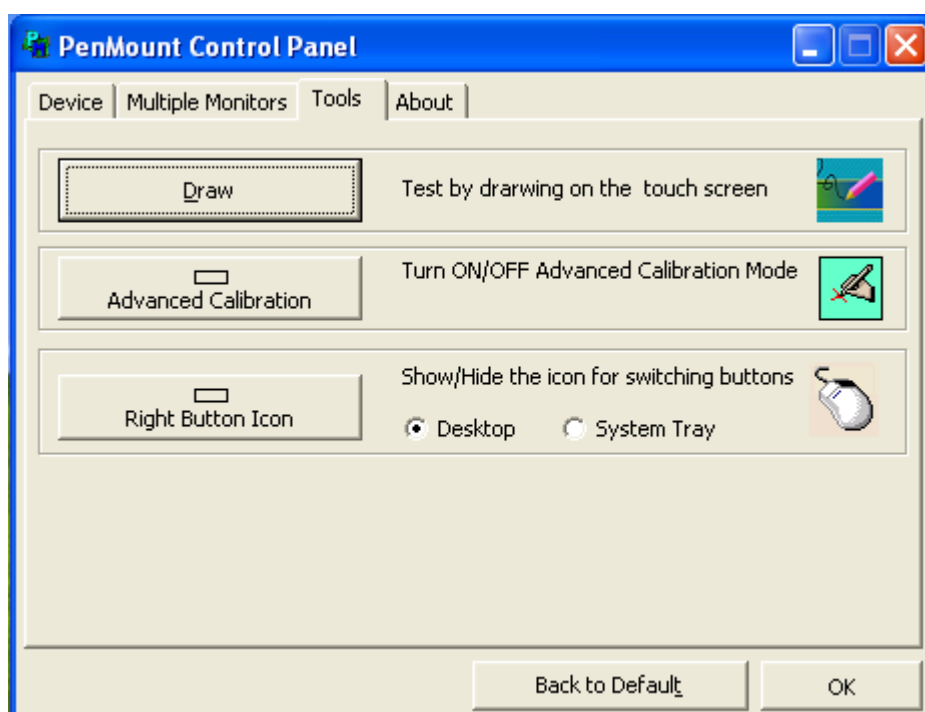 PenMount Control Panel
Device Multiple Monitors Tools About
Draw Test by drarwing on the touch screen
Turn ON/OFF Advanced Calibration Mode
Advanced Calibration
Show/Hide the icon for switching buttons
Right Button Icon
Desktop System Tray
Back to Default OK